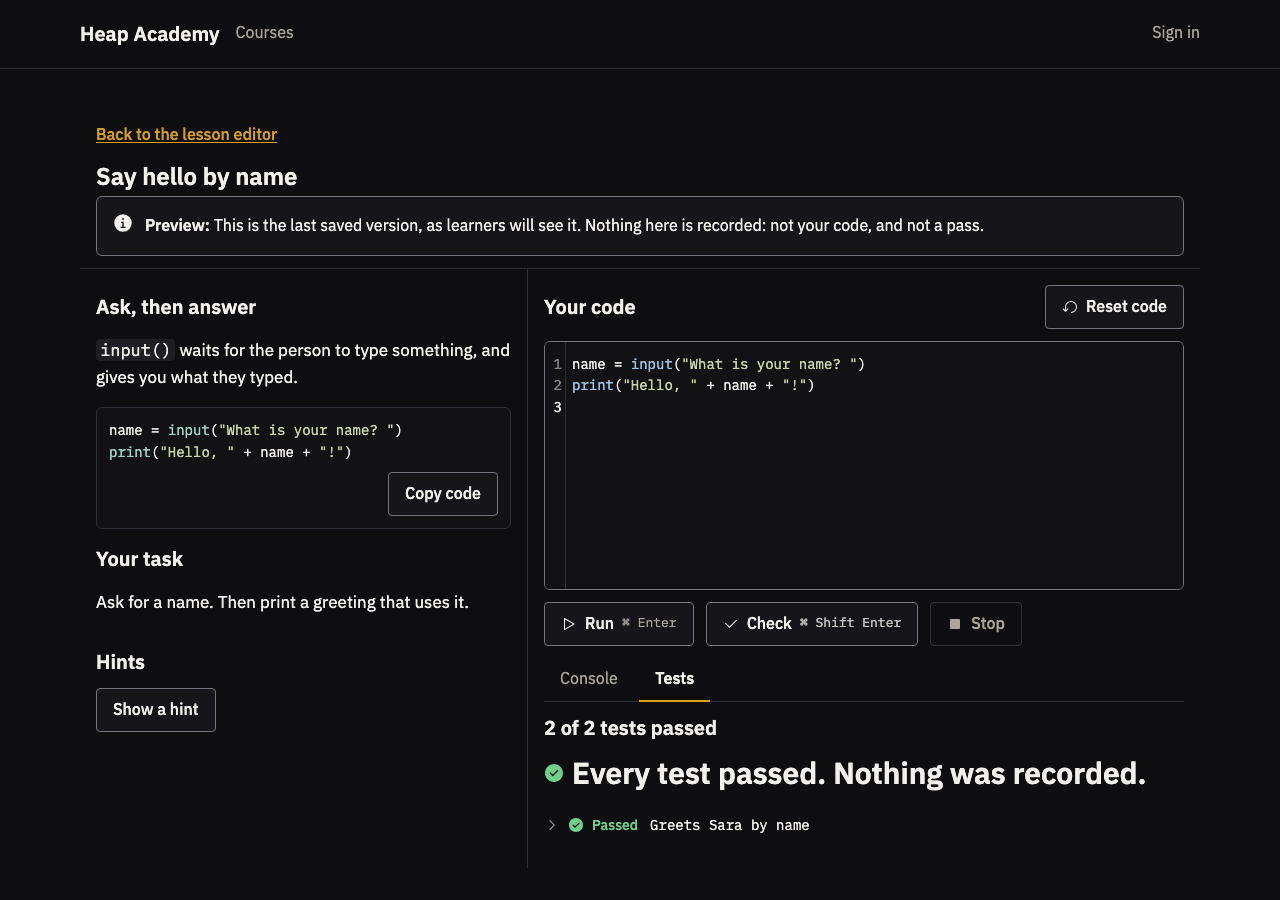 Heap Academy Courses Sign in
Back to the lesson editor
Say hello by name
Preview: This is the last saved version, as learners will see it. Nothing here is recorded: not your code, and not a pass.
Ask, then answer
input() waits for the person to type something, and
gives you what they typed.
name = input("What is your name? ")
print("Hello, " + name + "!")
Copy code
Your task
Ask for a name. Then print a greeting that uses it.
Hints
Show a hint
Your code
Reset code
1 name = input("What is your name? ")
2 print("Hello, " + name + "!")
3
Run ⌘ Enter Check ⌘ Shift Enter Stop
Console Tests
2 of 2 tests passed
Every test passed. Nothing was recorded.
Passed Greets Sara by name